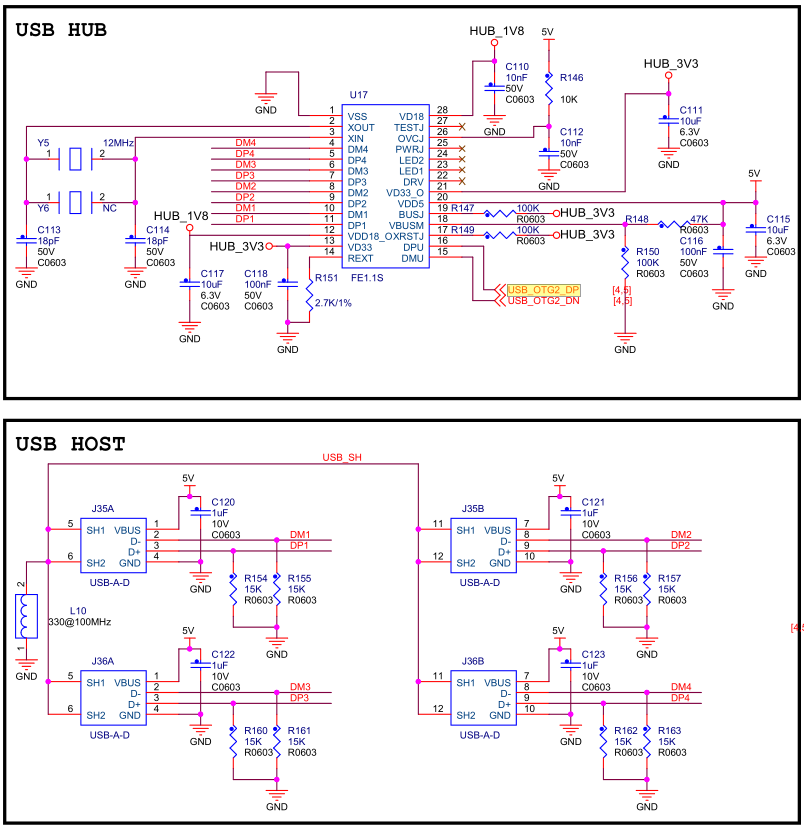 USB HUB
HUB_1V8
5V
HUB_3V3
C110
10nF
50V
C0603
R146
10K
GND
U17
GND
C111
10uF
6.3V
C0603
GND
C112
10nF
50V
C0603
GND
1 VSS VD18 28
2 XOUT TESTJ 27
3 XIN OVCJ 26
DM4 4 DM4 PWRJ 25
DP4 5 DP4 LED2 24
DM3 6 DM3 LED1 23
DP3 7 DP3 DRV 22
DM2 8 DM2 VD33_O 21
DP2 9 DP2 VDD5 20
DM1 10 DM1 BUSJ 19
DP1 11 DP1 VBUSM 18
12 VDD18_OXRSTJ 17
13 VD33 DPU 16
14 REXT DMU 15
FE1.1S
Y5
12MHz
1 2
1 2
Y6
NC
C113
18pF
50V
C0603
GND
C114
18pF
50V
C0603
GND
HUB_1V8
HUB_3V3
C117
10uF
6.3V
C0603
GND
C118
100nF
50V
C0603
R151
2.7K/1%
GND
R147 100K HUB_3V3
R0603
R149 100K HUB_3V3
R0603
5V
R148 47K
R0603
R150
100K
R0603
GND
C116
100nF
50V
C0603
GND
C115
10uF
6.3V
C0603
GND
USB_OTG2_DP [4,5]
USB_OTG2_DN [4,5]
USB HOST
USB_SH
5V
J35A
C120
1uF
10V
C0603
5 SH1 VBUS 1
D- 2 DM1
D+ 3 DP1
6 SH2 GND 4
USB-A-D
GND
R154
15K
R0603
R155
15K
R0603
GND
5V
J35B
C121
1uF
10V
C0603
11 SH1 VBUS 7
D- 8 DM2
D+ 9 DP2
12 SH2 GND 10
USB-A-D
GND
R156
15K
R0603
R157
15K
R0603
GND
2
L10
330@100MHz
1
GND
[4,5
5V
J36A
C122
1uF
10V
C0603
5 SH1 VBUS 1
D- 2 DM3
D+ 3 DP3
6 SH2 GND 4
USB-A-D
GND
R160
15K
R0603
R161
15K
R0603
GND
5V
J36B
C123
1uF
10V
C0603
11 SH1 VBUS 7
D- 8 DM4
D+ 9 DP4
12 SH2 GND 10
USB-A-D
GND
R162
15K
R0603
R163
15K
R0603
GND